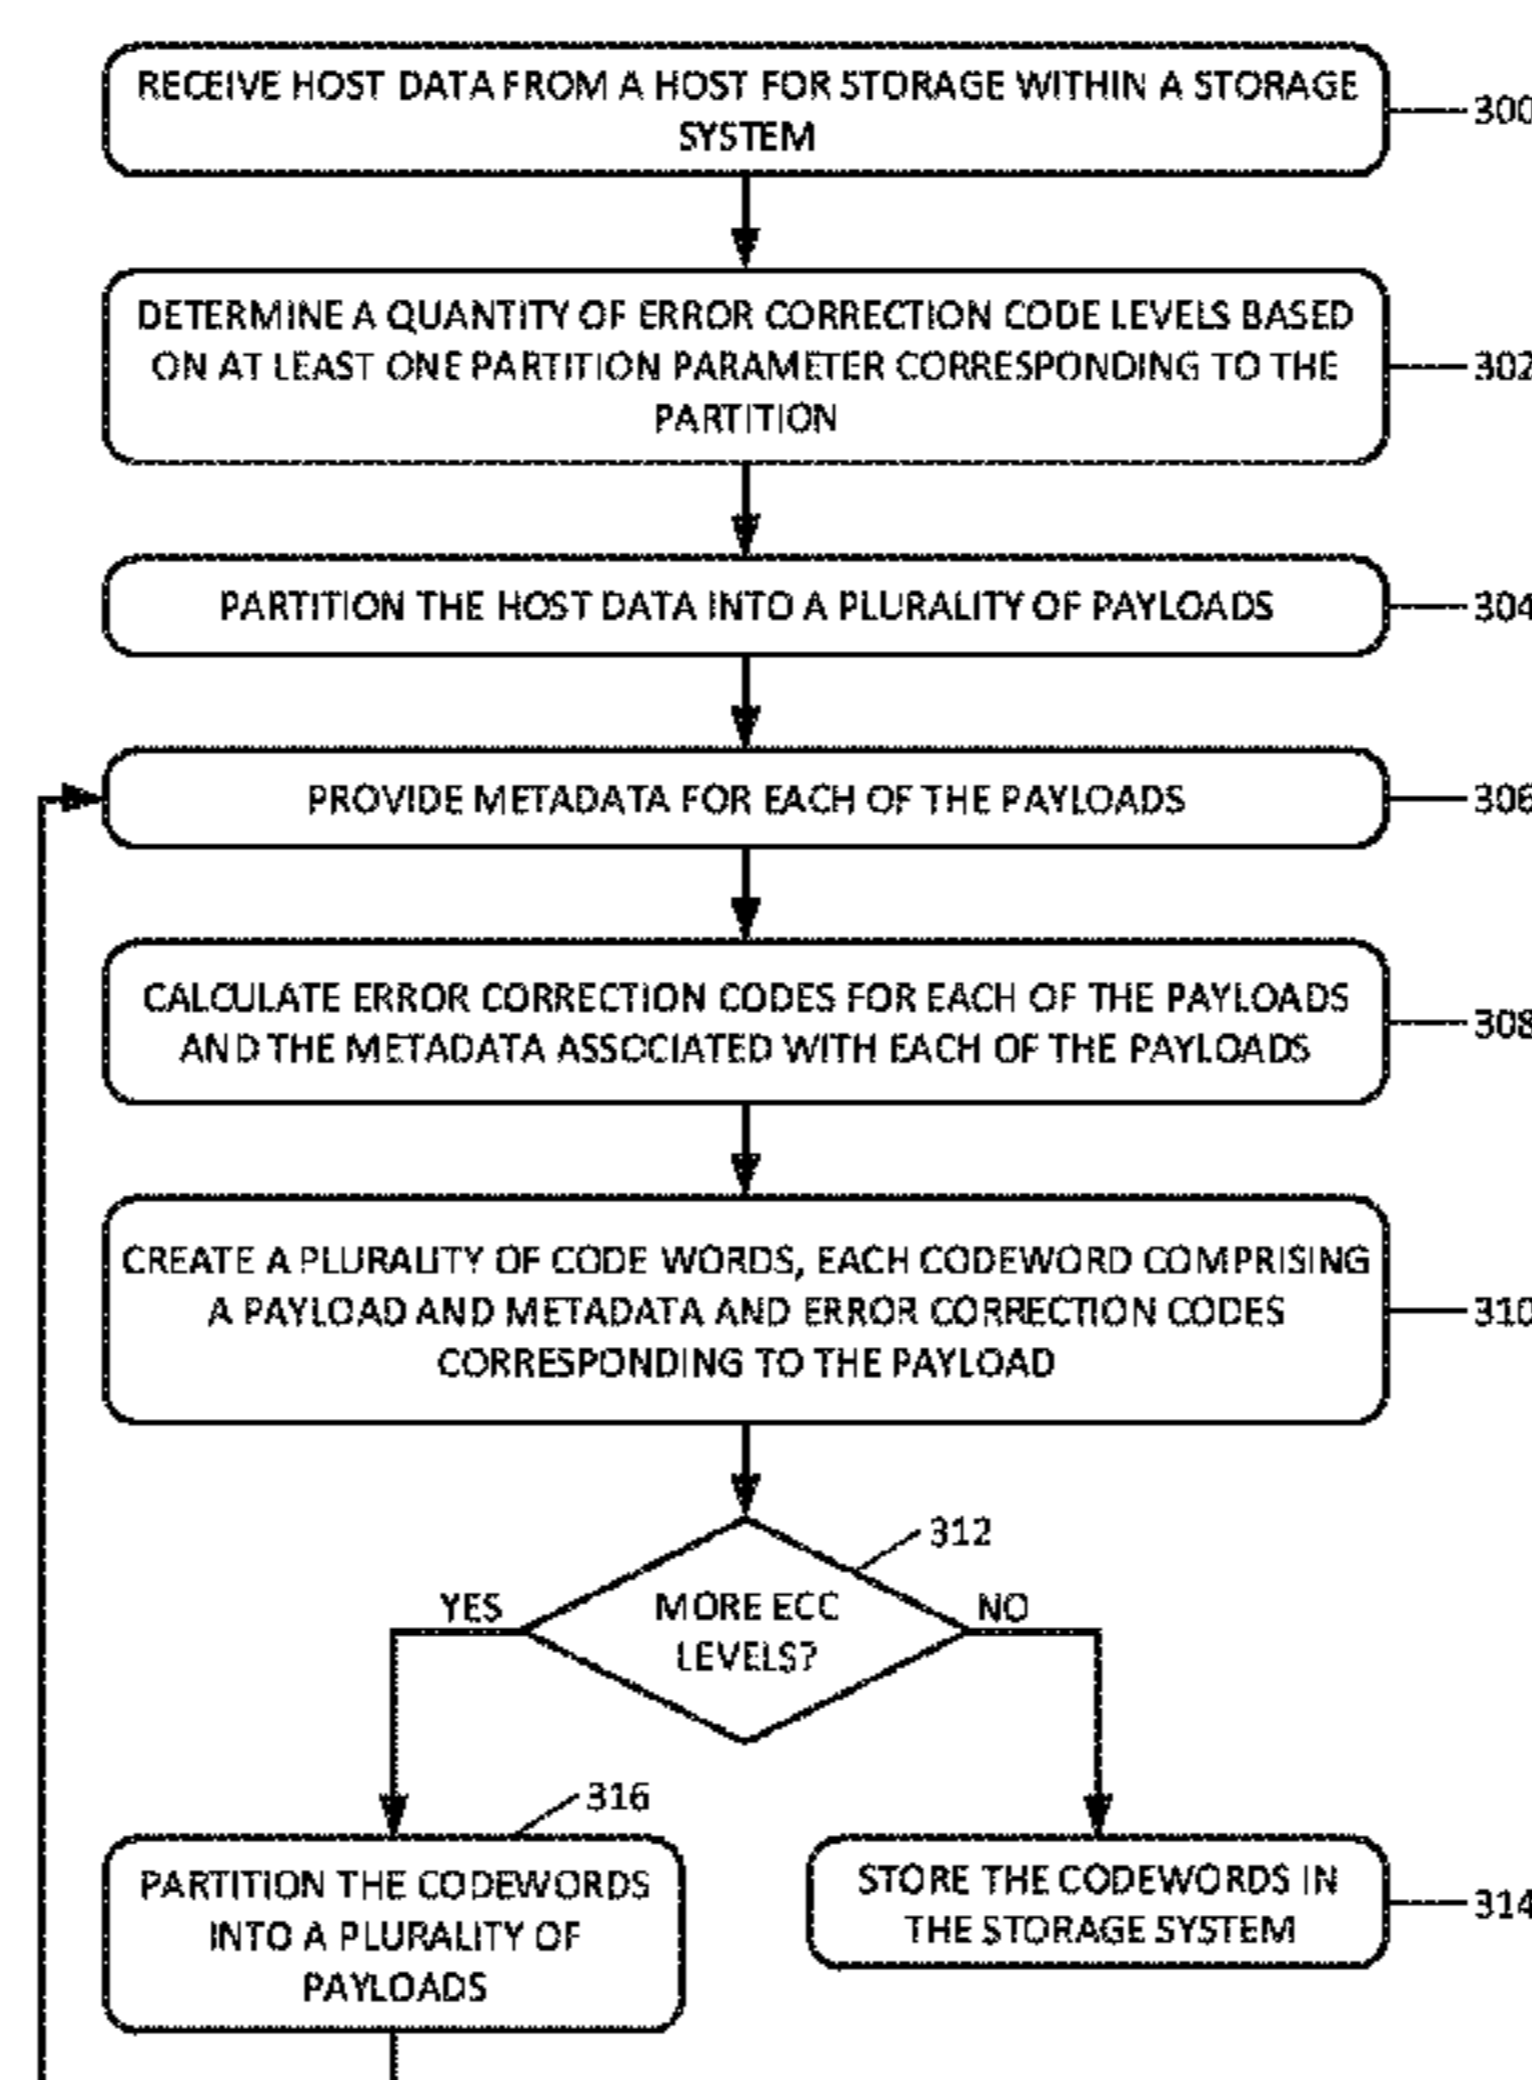 RECEIVE HOST DATA FROM A HOST FOR STORAGE WITHIN A STORAGE
SYSTEM
300
DETERMINE A QUANTITY OF ERROR CORRECTION CODE LEVELS BASED
ON AT LEAST ONE PARTITION PARAMETER CORRESPONDING TO THE
PARTITION
302
PARTITION THE HOST DATA INTO A PLURALITY OF PAYLOADS
304
PROVIDE METADATA FOR EACH OF THE PAYLOADS
306
CALCULATE ERROR CORRECTION CODES FOR EACH OF THE PAYLOADS
AND THE METADATA ASSOCIATED WITH EACH OF THE PAYLOADS
308
CREATE A PLURALITY OF CODE WORDS, EACH CODEWORD COMPRISING
A PAYLOAD AND METADATA AND ERROR CORRECTION CODES
CORRESPONDING TO THE PAYLOAD
310
312
YES
MORE ECC
LEVELS?
NO
316
PARTITION THE CODEWORDS
INTO A PLURALITY OF
PAYLOADS
STORE THE CODEWORDS IN
THE STORAGE SYSTEM
314